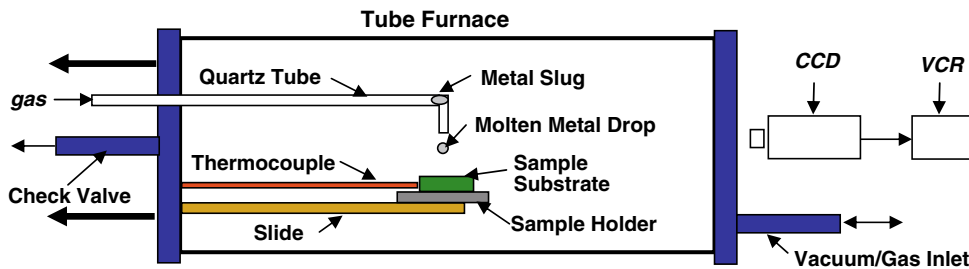 Tube Furnace
Quartz Tube
Metal Slug
CCD
VCR
gas
Molten Metal Drop
Thermocouple
Sample
Substrate
Check Valve
Slide
Sample Holder
Vacuum/Gas Inlet